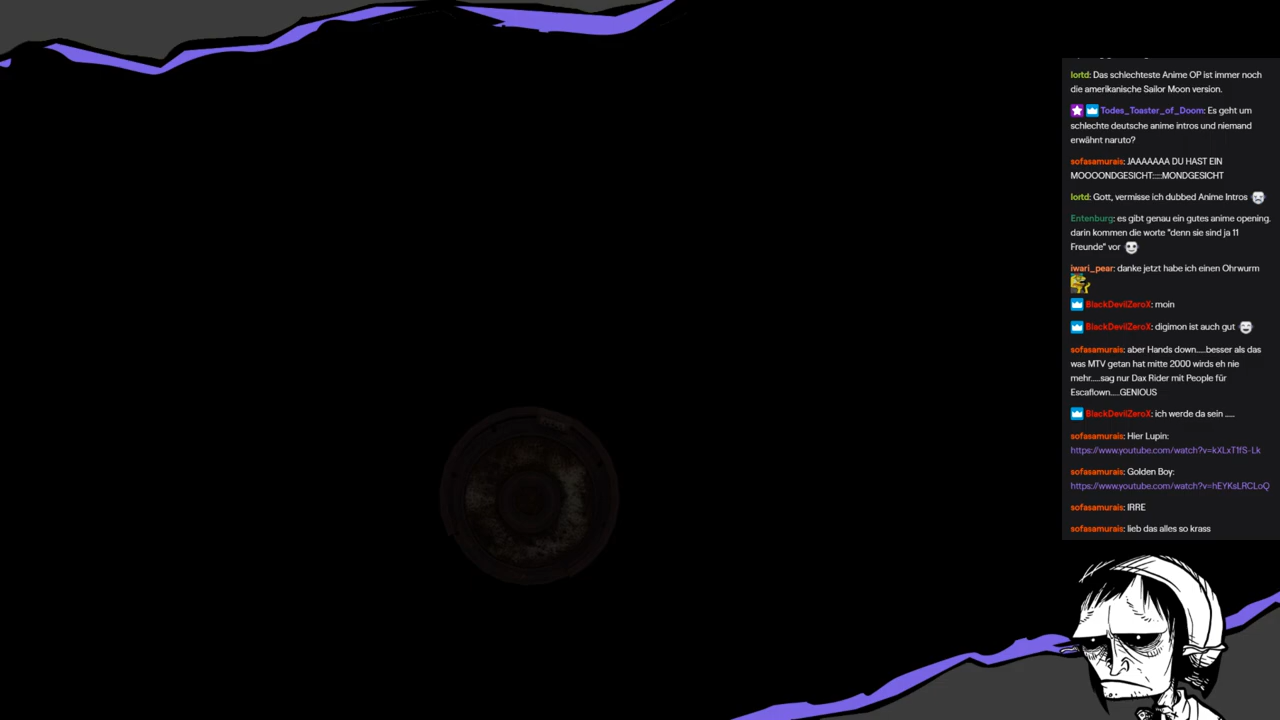 lortd: Das schlechteste Anime OP ist immer noch
die amerikanische Sailor Moon version.
Todes_Toaster_of_Doom: Es geht um
schlechte deutsche anime intros und niemand
erwähnt naruto?
sofasamurais: JAAAAAAA DU HAST EIN
MOOOONDGESICHT:::::MONDGESICHT
lortd: Gott, vermisse ich dubbed Anime Intros
Entenburg: es gibt genau ein gutes anime opening.
darin kommen die worte "denn sie sind ja 11
Freunde" vor
iwari_pear: danke jetzt habe ich einen Ohrwurm
BlackDevilZeroX: moin
BlackDevilZeroX: digimon ist auch gut
sofasamurais: aber Hands down.....besser als das
was MTV getan hat mitte 2000 wirds eh nie
mehr.....sag nur Dax Rider mit People für
Escaflown.....GENIOUS
BlackDevilZeroX: ich werde da sein .....
sofasamurais: Hier Lupin:
https://www.youtube.com/watch?v=kXLxT1fS-Lk
sofasamurais: Golden Boy:
https://www.youtube.com/watch?v=hEYKsLRCLoQ
sofasamurais: IRRE
sofasamurais: lieb das alles so krass